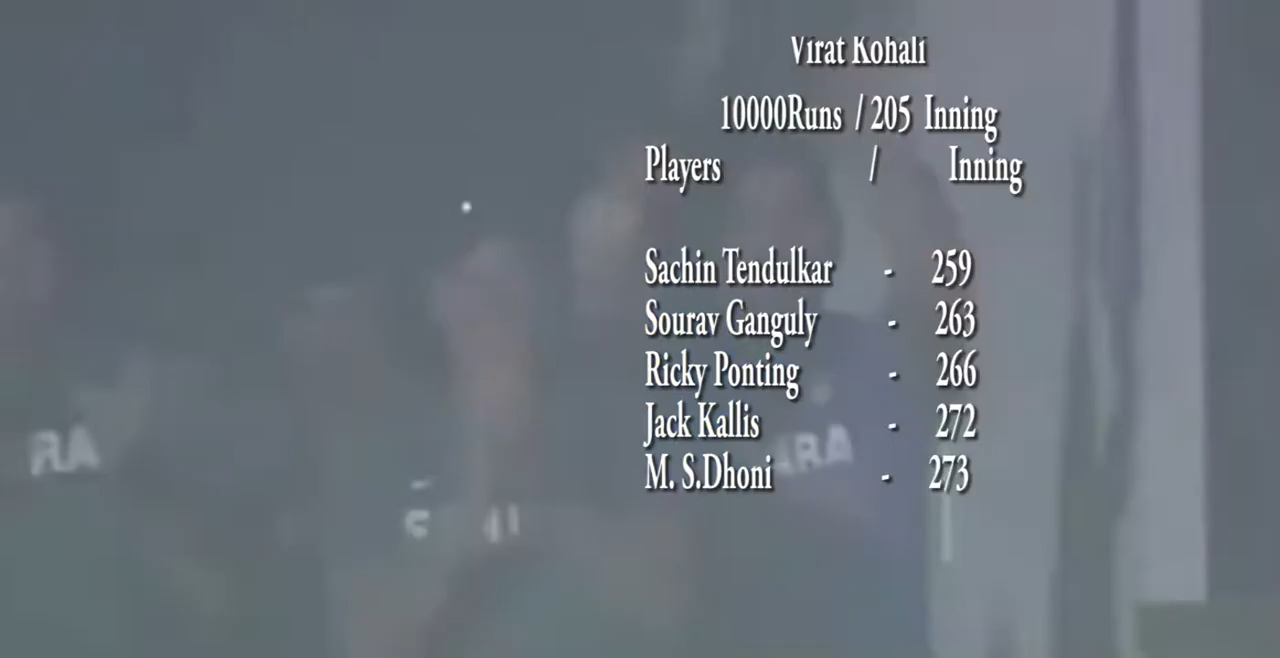 Virat Kohali
10000Runs / 205 Inning
Players / Inning
Sachin Tendulkar - 259
Sourav Ganguly - 263
Ricky Ponting - 266
Jack Kallis - 272
M. S.Dhoni - 273
RA